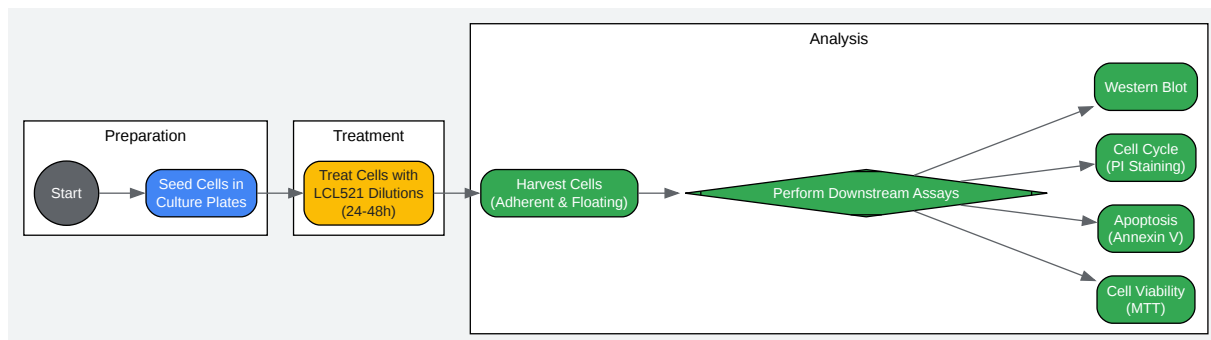 Preparation
Start
Seed Cells in
Culture Plates
Treatment
Treat Cells with
LCL521 Dilutions
(24-48h)
Analysis
Harvest Cells
(Adherent & Floating)
Perform Downstream Assays
Western Blot
Cell Cycle
(PI Staining)
Apoptosis
(Annexin V)
Cell Viability
(MTT)